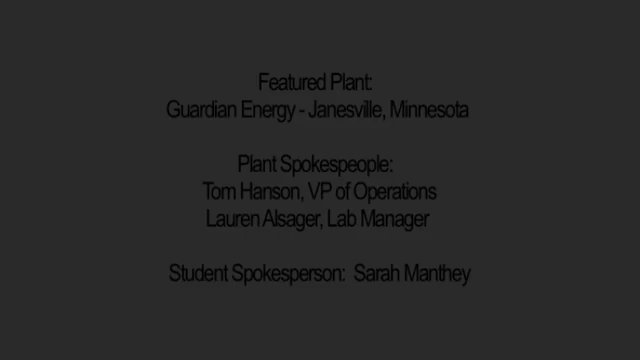 Featured Plant:
Guardian Energy - Janesville, Minnesota
Plant Spokespeople:
Tom Hanson, VP of Operations
Lauren Alsager, Lab Manager
Student Spokesperson: Sarah Manthey